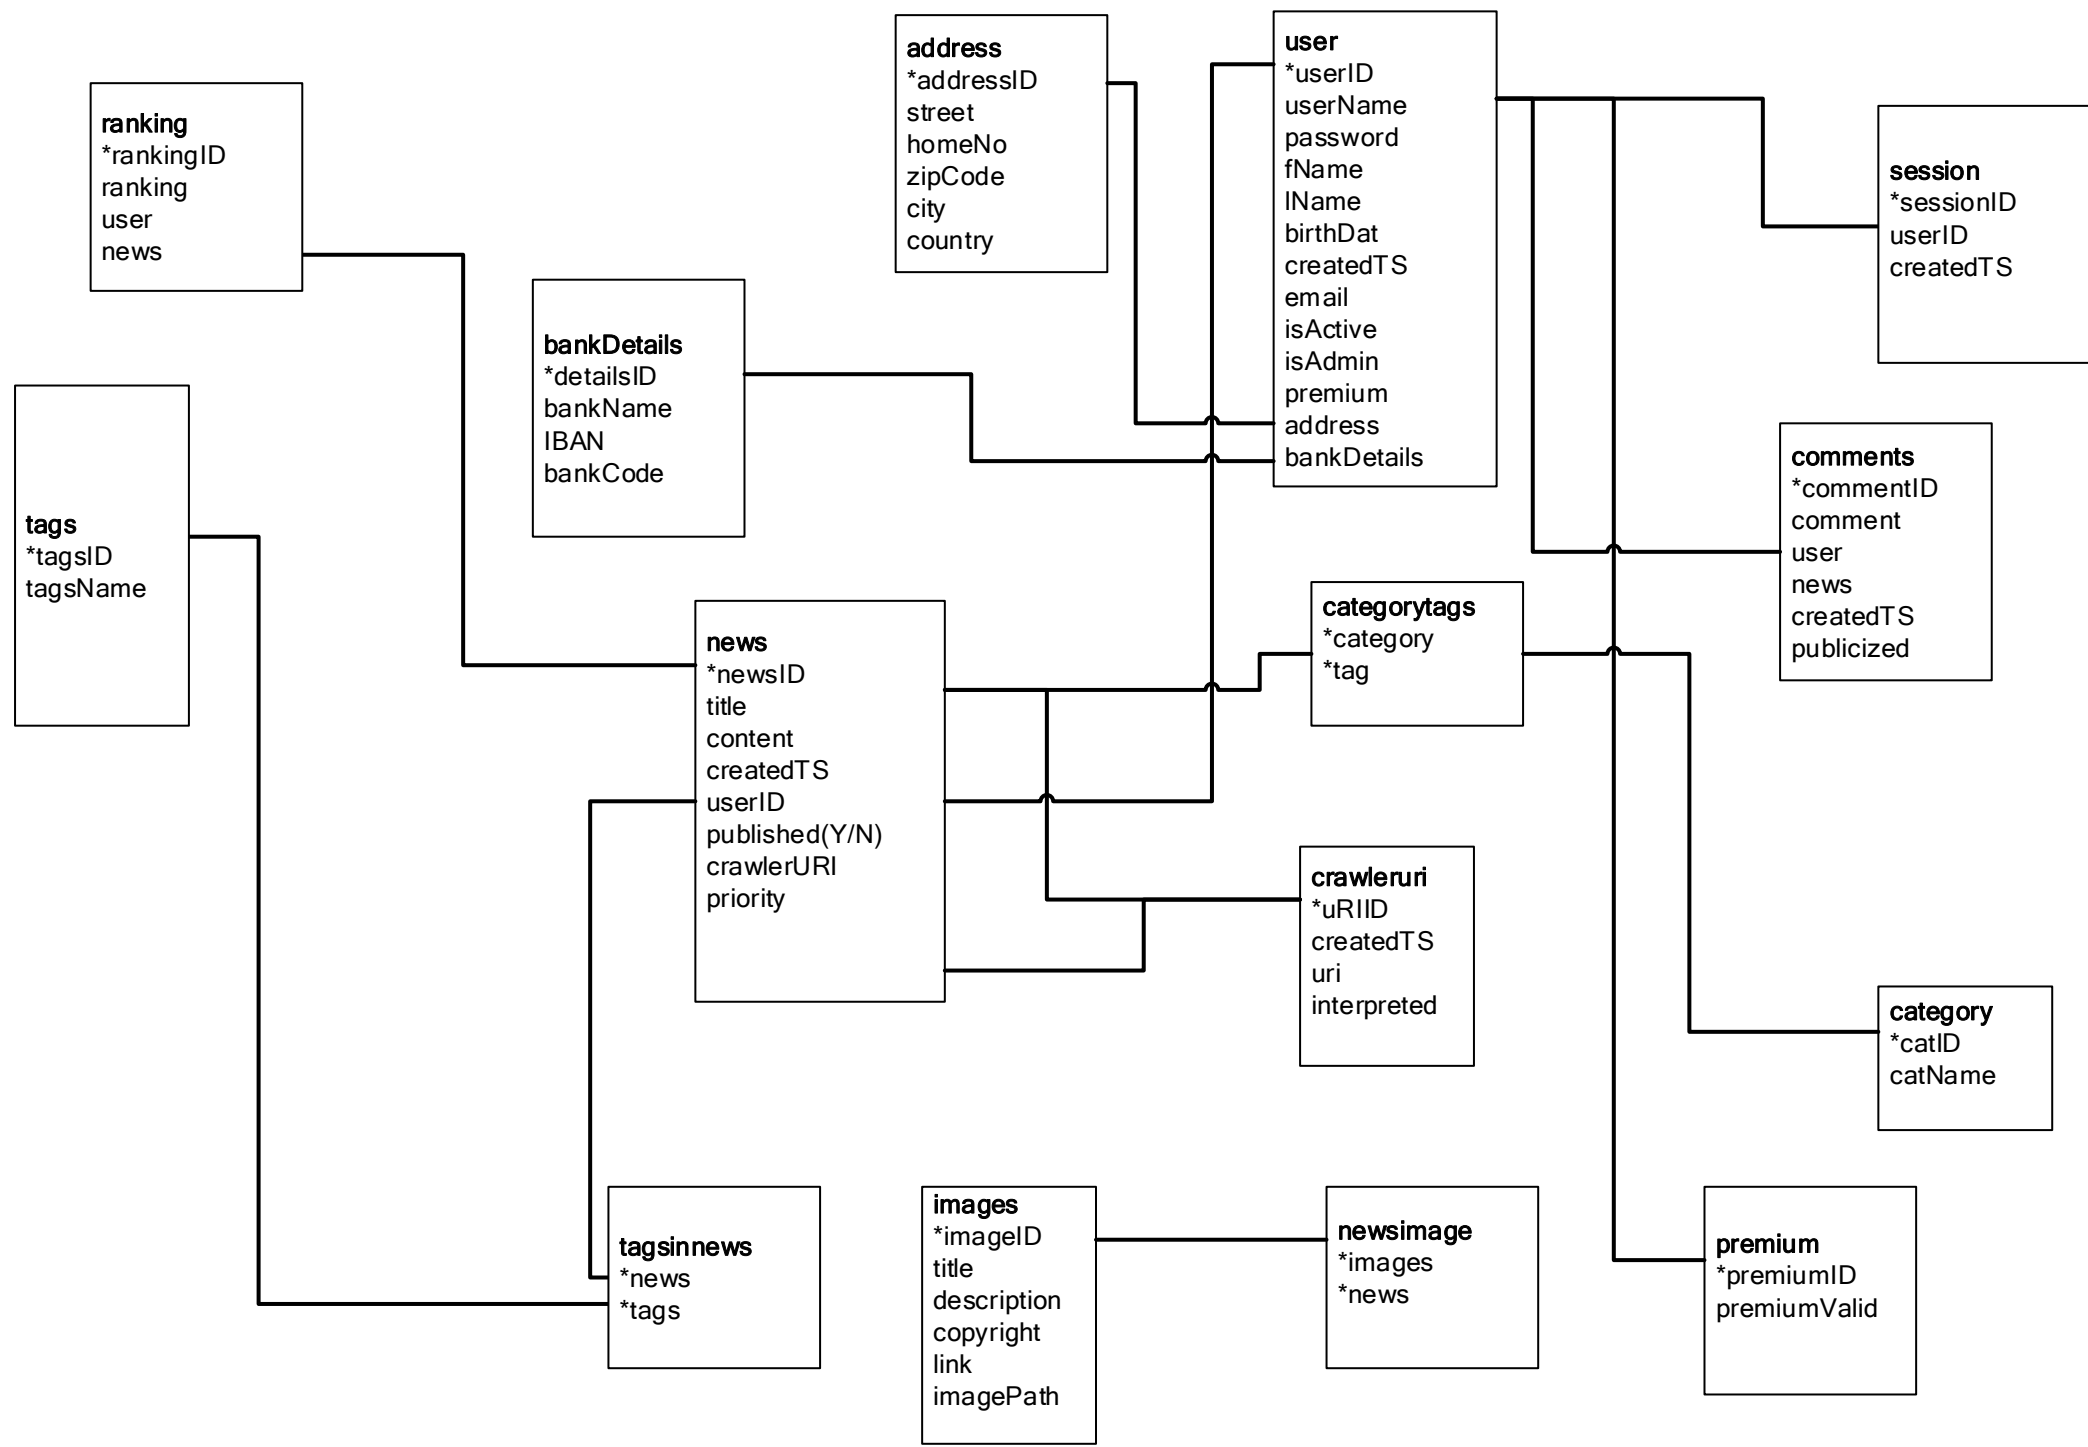 address
*addressID
street
homeNo
zipCode
city
country
user
*userID
userName
password
fName
lName
birthDat
createdTS
email
isActive
isAdmin
premium
address
bankDetails
ranking
*rankingID
ranking
user
news
session
*sessionID
userID
createdTS
bankDetails
*detailsID
bankName
IBAN
bankCode
tags
*tagsID
tagsName
comments
*commentID
comment
user
news
createdTS
publicized
news
*newsID
title
content
createdTS
userID
published(Y/N)
crawlerURI
priority
categorytags
*category
*tag
crawleruri
*uRIID
createdTS
uri
interpreted
category
*catID
catName
tagsinnews
*news
*tags
images
*imageID
title
description
copyright
link
imagePath
newsimage
*images
*news
premium
*premiumID
premiumValid